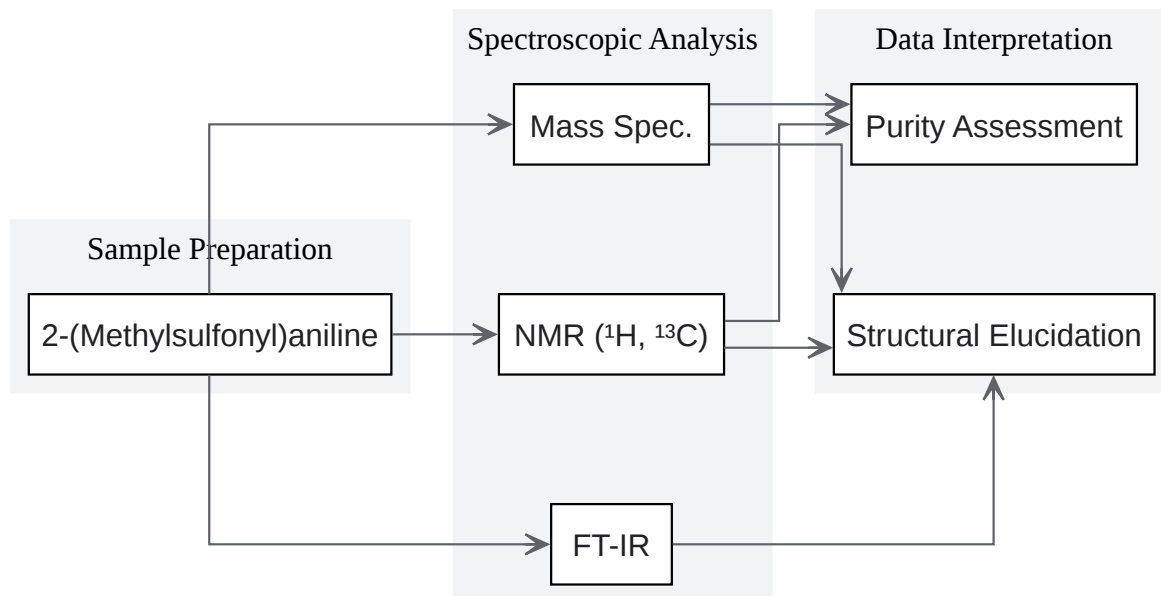 Spectroscopic Analysis
Data Interpretation
Mass Spec.
Purity Assessment
Sample Preparation
2-(Methylsulfonyl)aniline
NMR (¹H, ¹³C)
Structural Elucidation
FT-IR